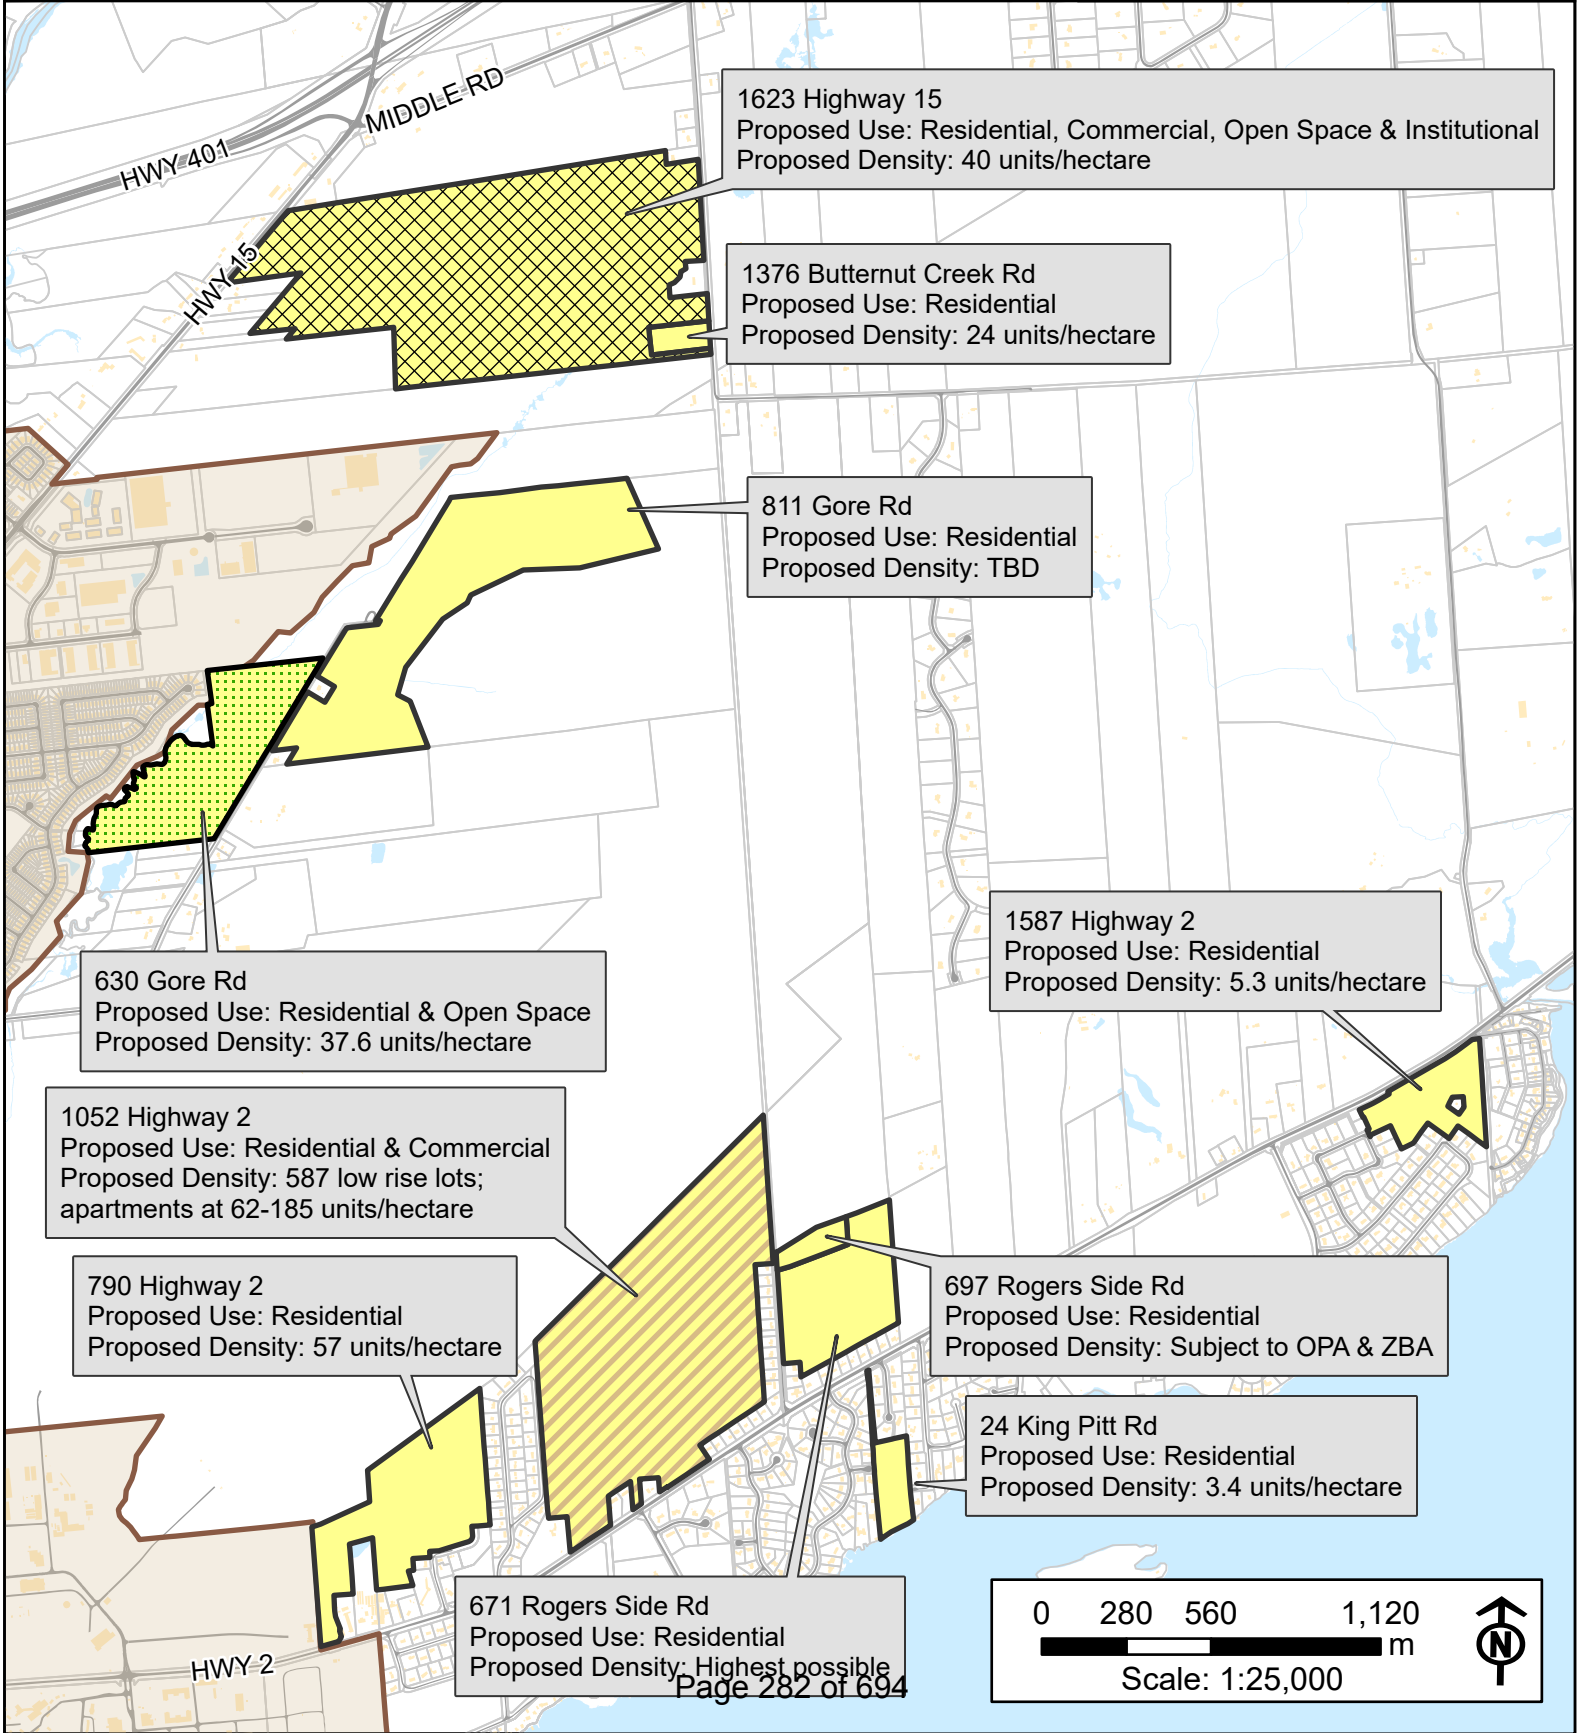 MIDDLE RD
HWY 401
HWY 15
1623 Highway 15
Proposed Use: Residential, Commercial, Open Space & Institutional
Proposed Density: 40 units/hectare
1376 Butternut Creek Rd
Proposed Use: Residential
Proposed Density: 24 units/hectare
811 Gore Rd
Proposed Use: Residential
Proposed Density: TBD
1587 Highway 2
Proposed Use: Residential
Proposed Density: 5.3 units/hectare
630 Gore Rd
Proposed Use: Residential & Open Space
Proposed Density: 37.6 units/hectare
1052 Highway 2
Proposed Use: Residential & Commercial
Proposed Density: 587 low rise lots;
apartments at 62-185 units/hectare
790 Highway 2
Proposed Use: Residential
Proposed Density: 57 units/hectare
697 Rogers Side Rd
Proposed Use: Residential
Proposed Density: Subject to OPA & ZBA
24 King Pitt Rd
Proposed Use: Residential
Proposed Density: 3.4 units/hectare
671 Rogers Side Rd
Proposed Use: Residential
Proposed Density: Highest possible
HWY 2
Page 282 of 694
0 280 560 1,120
m
Scale: 1:25,000
N